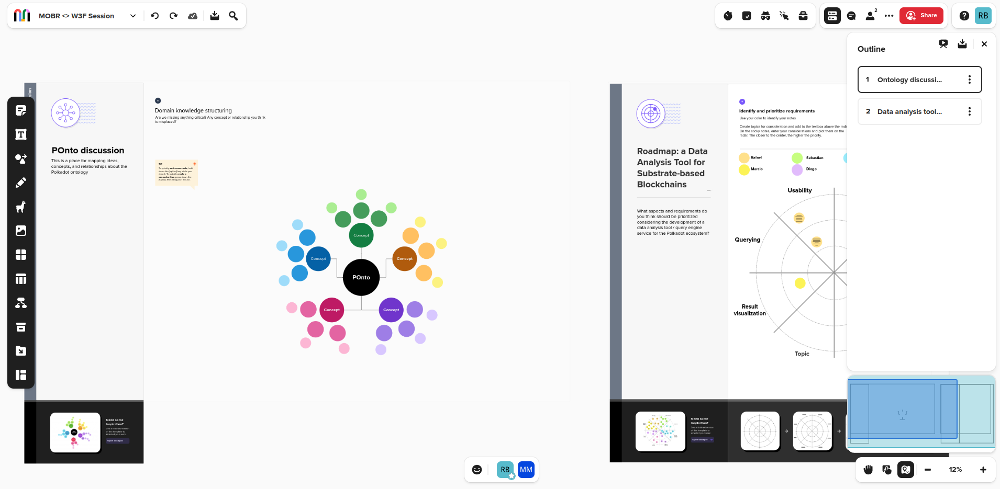 MOBR <> W3F Session
2
Share
RB
Outline
1 Ontology discussi...
2 Data analysis tool...
sion
POnto discussion
This is a place for mapping ideas,
concepts, and relationships about the
Polkadot ontology
Domain knowledge structuring
Are we missing anything critical? Any concept or relationship you think
is misplaced?
TIP
To quickly add a new circle, hold
down the [option] key while you
drag it. To quickly create a
connector line, press down the
[C] key, then drag your mouse.
Concept
Concept
Concept
POnto
Concept
Concept
Need some
inspiration?
See a finished version
of this template to
kickstart your work.
Open example
Roadmap: a Data
Analysis Tool for
Substrate-based
Blockchains
What aspects and requirements do
you think should be prioritized
considering the development of a
data analysis tool / query engine
service for the Polkadot ecosystem?
Identify and prioritize requirements
Use your color to identify your notes
Create topics for consideration and add to the textbox above the rada
On the sticky notes, enter your considerations and plot them on the
radar. The closer to the center, the higher the priority.
Rafael
Sebastian
Marcio
Diogo
Usability
Querying
Result
visualization
Topic
Need some
inspiration?
See a finished version
of this template to
kickstart your work.
Open example
RB
MM
12%